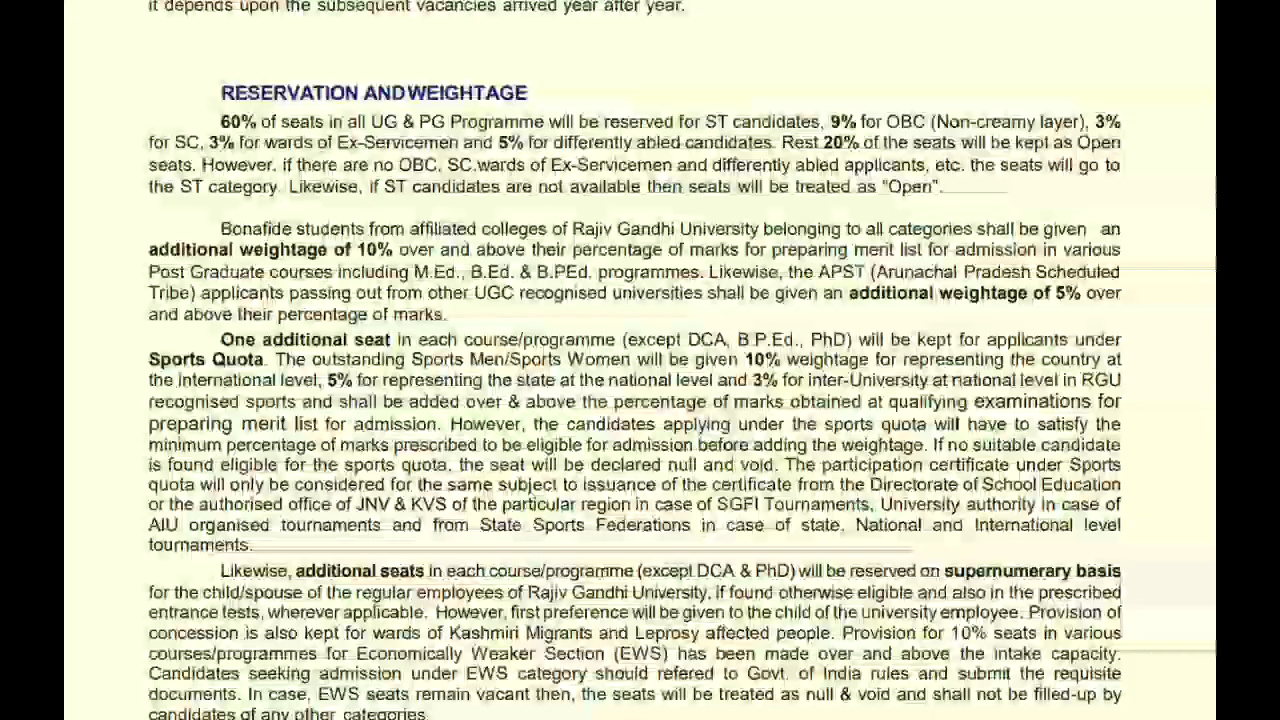 it depends upon the subsequent vacancies arrived year after year.
RESERVATION AND WEIGHTAGE
60% of seats in all UG & PG Programme will be reserved for ST candidates, 9% for OBC (Non-creamy layer), 3%
for SC, 3% for wards of Ex-Servicemen and 5% for differently abled candidates. Rest 20% of the seats will be kept as Open
seats. However, if there are no OBC, SC,wards of Ex-Servicemen and differently abled applicants, etc. the seats will go to
the ST category. Likewise, if ST candidates are not available then seats will be treated as "Open".
Bonafide students from affiliated colleges of Rajiv Gandhi University belonging to all categories shall be given an
additional weightage of 10% over and above their percentage of marks for preparing merit list for admission in various
Post Graduate courses including M.Ed., B.Ed. & B.PEd. programmes. Likewise, the APST (Arunachal Pradesh Scheduled
Tribe) applicants passing out from other UGC recognised universities shall be given an additional weightage of 5% over
and above their percentage of marks.
One additional seat in each course/programme (except DCA, B.P.Ed., PhD) will be kept for applicants under
Sports Quota. The outstanding Sports Men/Sports Women will be given 10% weightage for representing the country at
the International level, 5% for representing the state at the national level and 3% for inter-University at national level in RGU
recognised sports and shall be added over & above the percentage of marks obtained at qualifying examinations for
preparing merit list for admission. However, the candidates applying under the sports quota will have to satisfy the
minimum percentage of marks prescribed to be eligible for admission before adding the weightage. If no suitable candidate
is found eligible for the sports quota, the seat will be declared null and void. The participation certificate under Sports
quota will only be considered for the same subject to issuance of the certificate from the Directorate of School Education
or the authorised office of JNV & KVS of the particular region in case of SGFI Tournaments, University authority in case of
AIU organised tournaments and from State Sports Federations in case of state, National and International level
tournaments.
Likewise, additional seats in each course/programme (except DCA & PhD) will be reserved on supernumerary basis
for the child/spouse of the regular employees of Rajiv Gandhi University, if found otherwise eligible and also in the prescribed
entrance tests, wherever applicable. However, first preference will be given to the child of the university employee. Provision of
concession is also kept for wards of Kashmiri Migrants and Leprosy affected people. Provision for 10% seats in various
courses/programmes for Economically Weaker Section (EWS) has been made over and above the intake capacity.
Candidates seeking admission under EWS category should refered to Govt. of India rules and submit the requisite
documents. In case, EWS seats remain vacant then, the seats will be treated as null & void and shall not be filled-up by
candidates of any other categories.